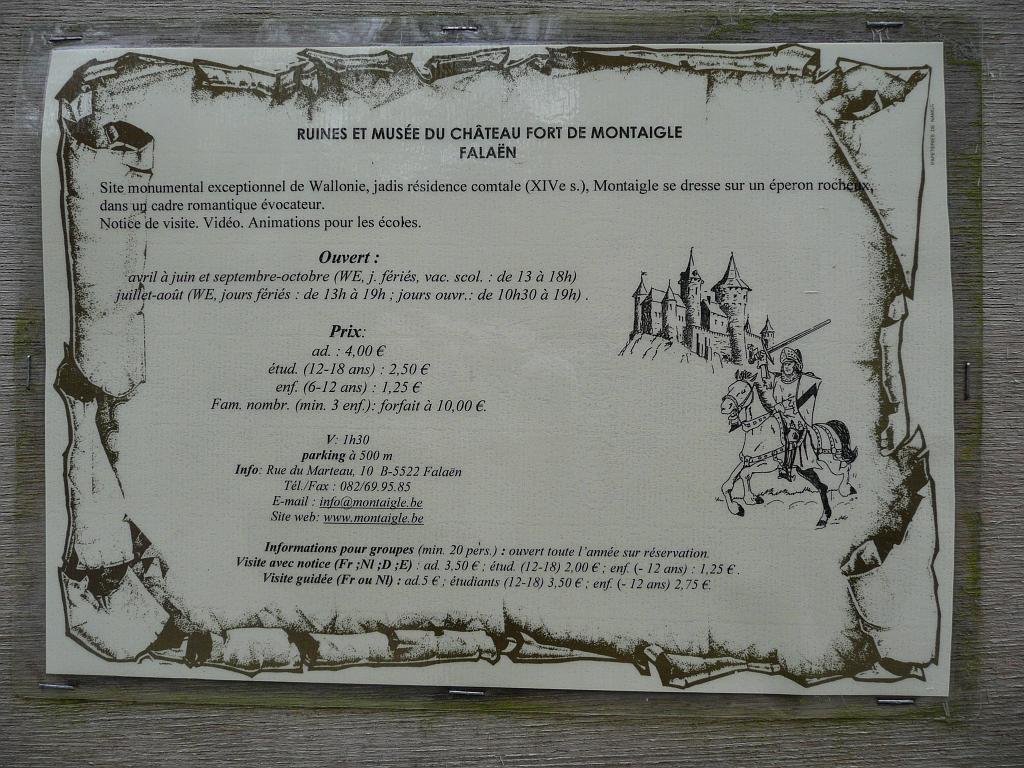 RUINES ET MUSÉE DU CHÂTEAU FORT DE MONTAIGLE
FALAËN
Site monumental exceptionnel de Wallonie, jadis résidence comtale (XIVe s.), Montaigle se dresse sur un éperon rocheux,
dans un cadre romantique évocateur.
Notice de visite. Vidéo. Animations pour les écoles.
Ouvert :
avril à juin et septembre-octobre (WE, j. fériés, vac. scol. : de 13 à 18h)
juillet-août (WE, jours fériés : de 13h à 19h ; jours ouvr.: de 10h30 à 19h) .
Prix:
ad. : 4,00 €
étud. (12-18 ans) : 2,50 €
enf. (6-12 ans) : 1,25 €
Fam. nombr. (min. 3 enf.): forfait à 10,00 €.
V: 1h30
parking à 500 m
Info: Rue du Marteau, 10 B-5522 Falaën
Tél./Fax : 082/69.95.85
E-mail : info@montaigle.be
Site web: www.montaigle.be
Informations pour groupes (min. 20 pers.) : ouvert toute l'année sur réservation.
Visite avec notice (Fr ;Nl ;D ;E) : ad. 3,50 € ; étud. (12-18) 2,00 € ; enf. (- 12 ans) : 1,25 € .
Visite guidée (Fr ou Nl) : ad.5 € ; étudiants (12-18) 3,50 € ; enf. (- 12 ans) 2,75 €.
PAPETERIES DE NAMUR